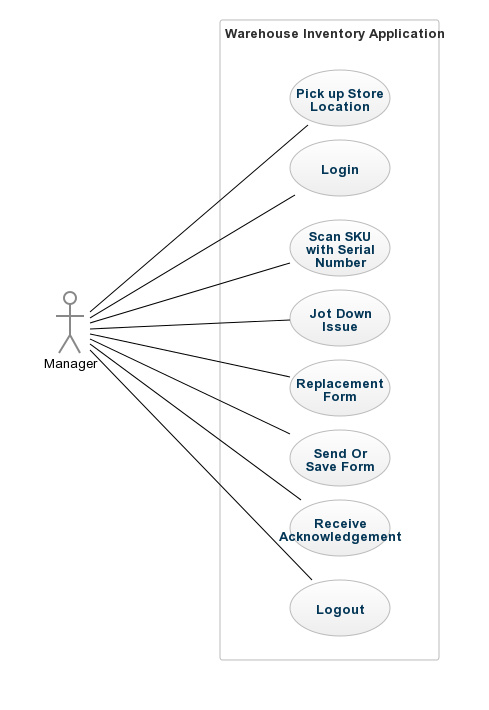 Warehouse Inventory Application
Pick up Store
Location
Login
Scan SKU
with Serial
Number
Jot Down
Issue
Manager
Replacement
Form
Send Or
Save Form
Receive
Acknowledgement
Logout